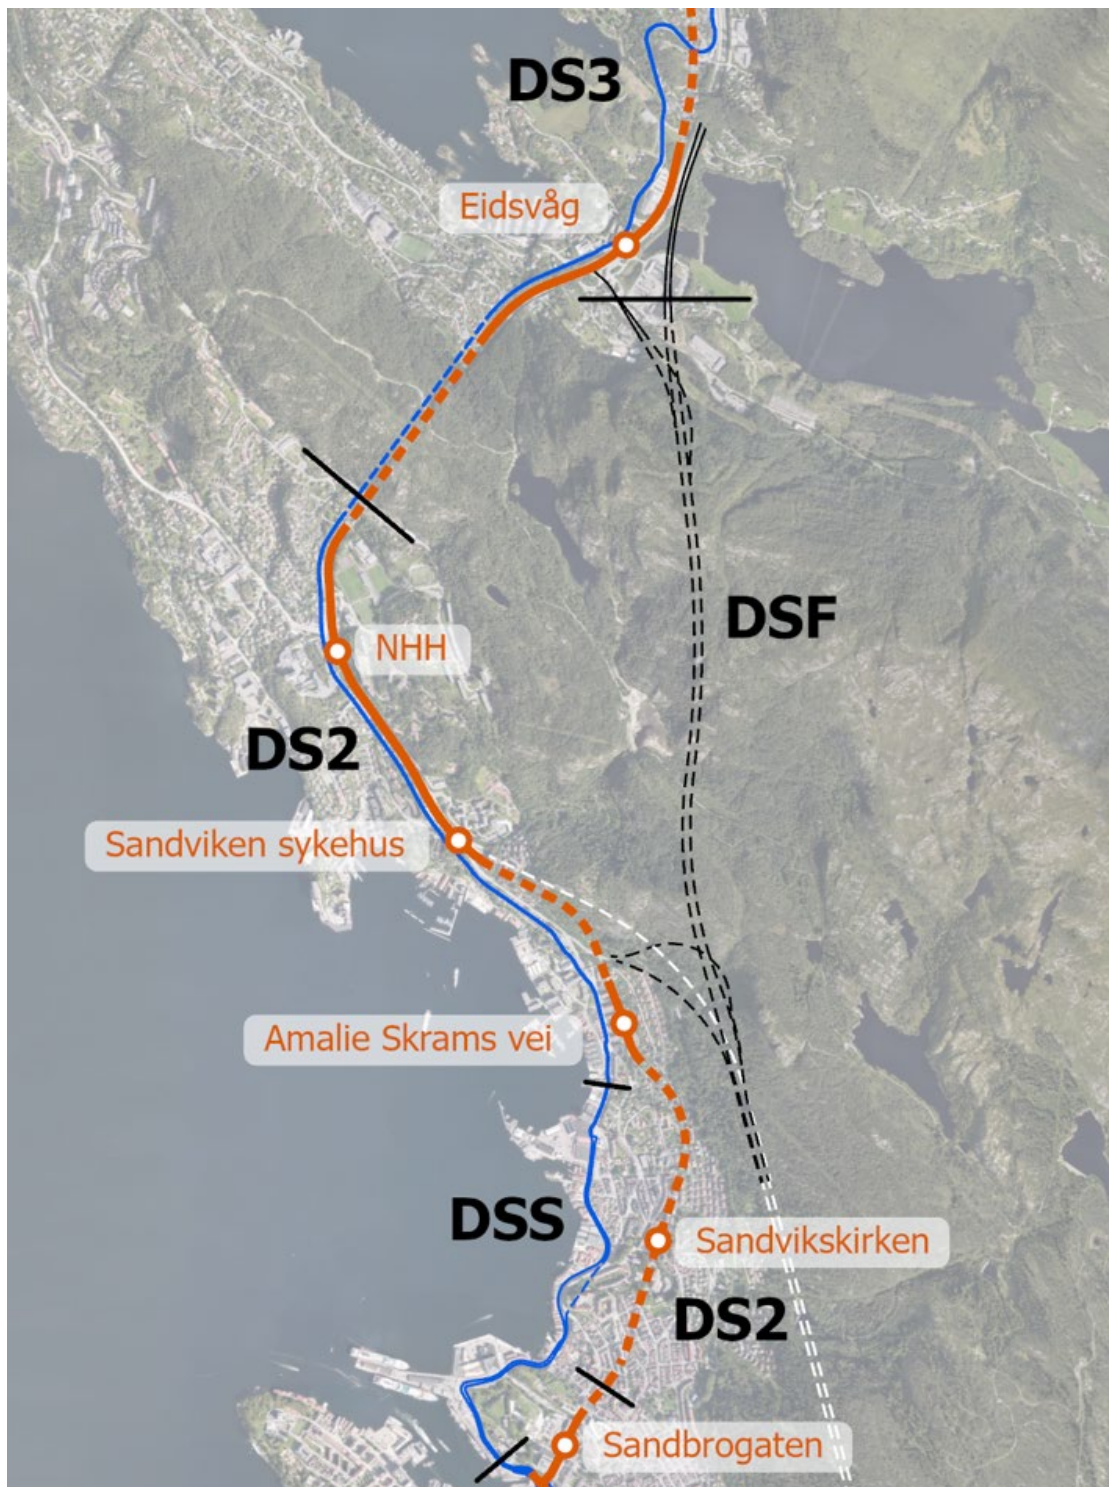 DS3
Eidsvåg
DSF
NHH
DS2
Sandviken sykehus
Amalie Skrams vei
DSS
Sandvikskirken
DS2
Sandbrogaten